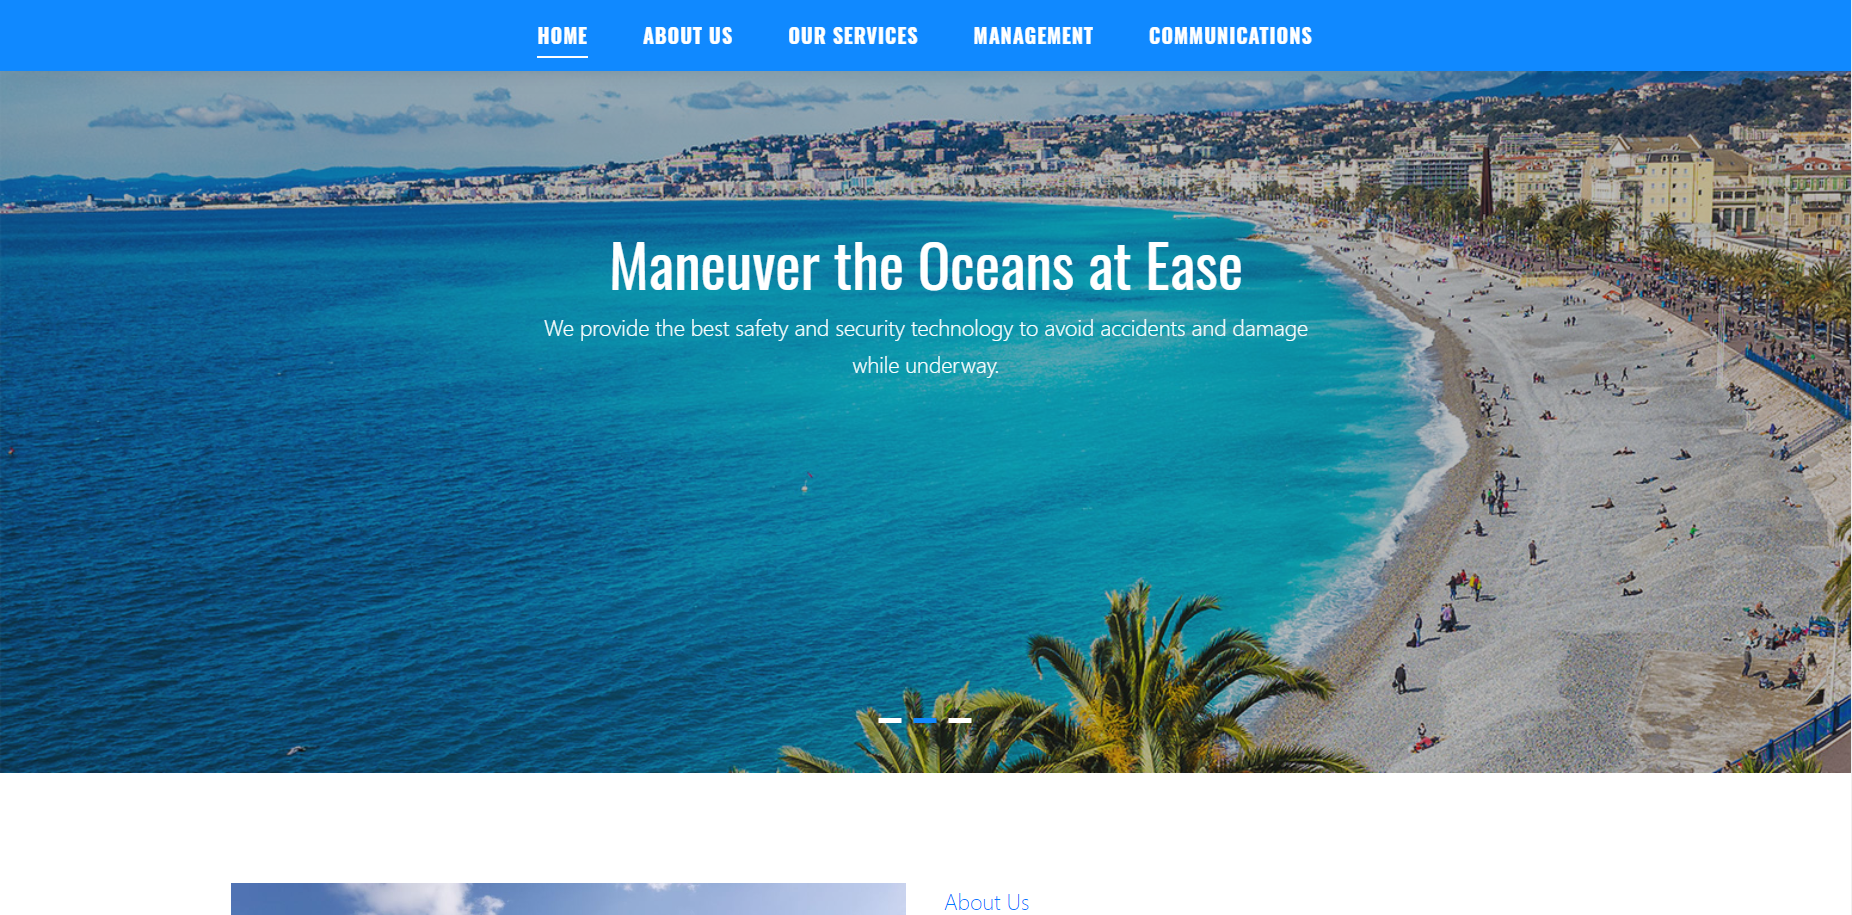 HOME ABOUT US OUR SERVICES MANAGEMENT COMMUNICATIONS
Maneuver the Oceans at Ease
We provide the best safety and security technology to avoid accidents and damage
while underway.
About Us